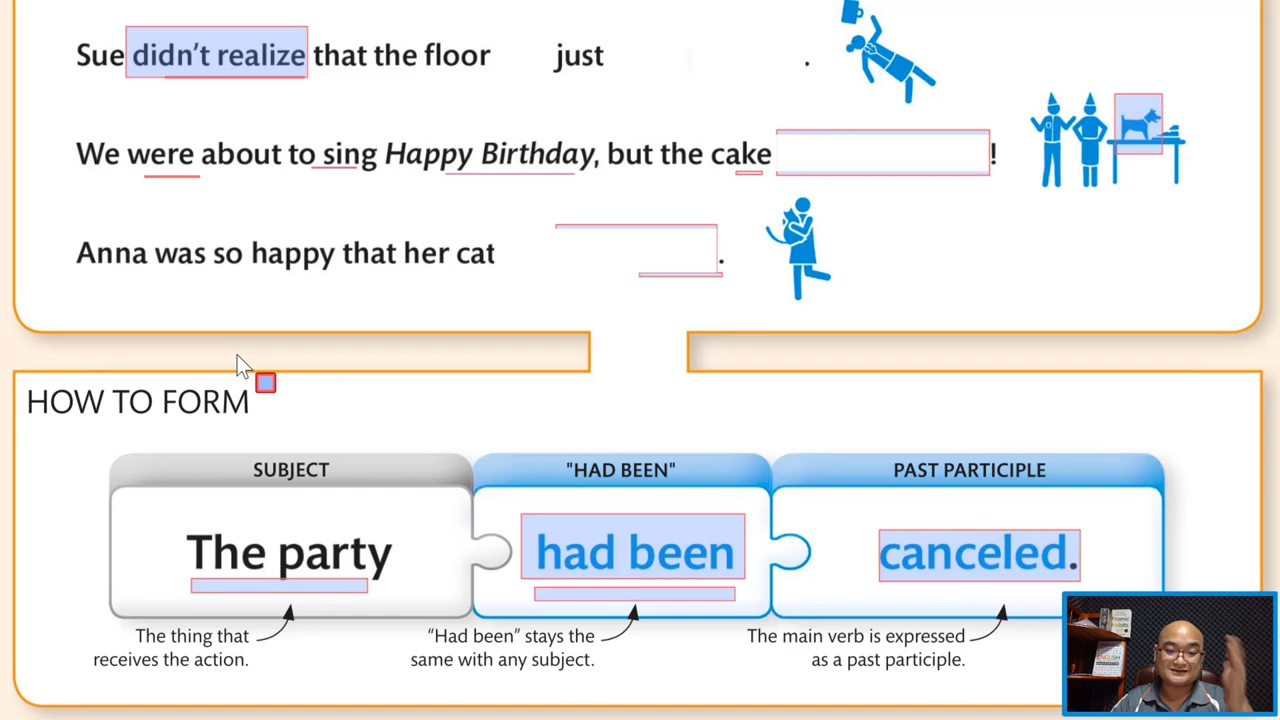 Sue didn't realize that the floor just .
We were about to sing Happy Birthday, but the cake !
Anna was so happy that her cat .
HOW TO FORM
SUBJECT
"HAD BEEN"
PAST PARTICIPLE
The party
had been
canceled.
The thing that
receives the action.
“Had been” stays the
same with any subject.
The main verb is expressed
as a past participle.